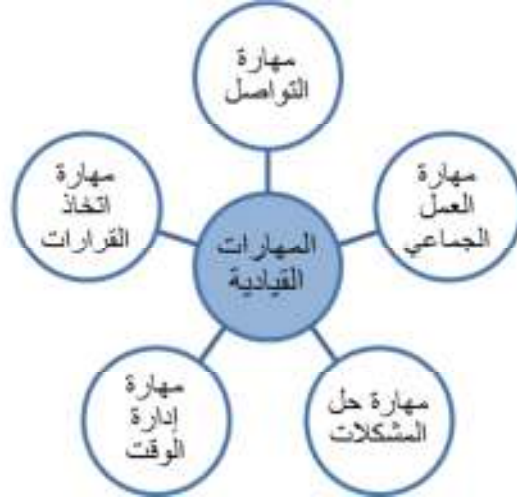 مهارة
التواصل
مهارة
العمل
الجماعي
مهارة
اتخاذ
القرارات
المهارات
القيادية
مهارة حل
المشكلات
مهارة
إدارة
الوقت